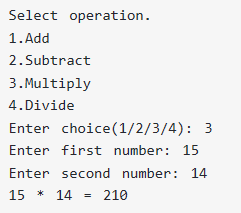 Select operation.
1.Add
2.Subtract
3.Multiply
4.Divide
Enter choice(1/2/3/4): 3
Enter first number: 15
Enter second number: 14
15 * 14 = 210